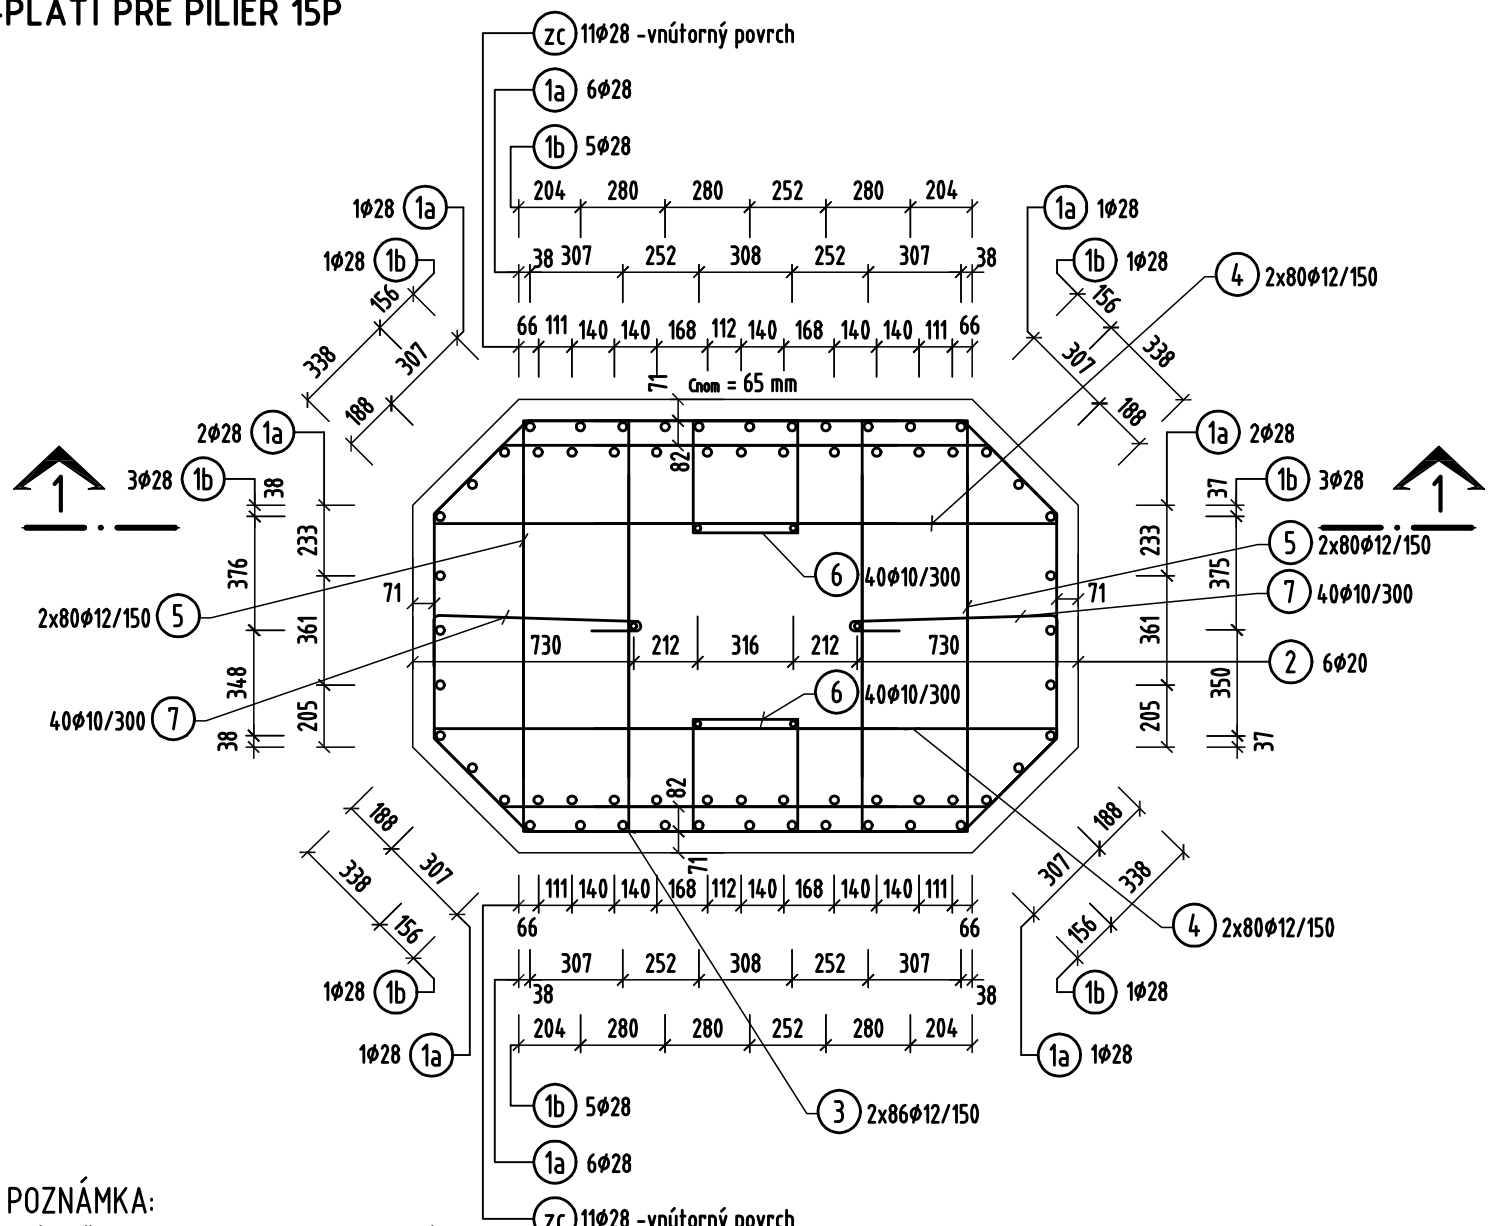 -PLATÍ PRE PILIER 15P
zc 11ø28 -vnútorný povrch
1a 6ø28
1b 5ø28
204 280 280 252 280 204
1ø28 1a
1a 1ø28
38 307 252 308 252 307 38
1ø28 1b
1b 1ø28
4 2x80ø12/150
156
156
66 111 140 140 168 112 140 168 140 140 111 66
338 307
307 338
71 Cnom = 65 mm
188
188
2ø28 1a
1a 2ø28
82
3ø28 1b 38
37 1b 3ø28
1
1
233
233
5 2x80ø12/150
376
375
6 40ø10/300
71
71
7 40ø10/300
2x80ø12/150 5
361
361
730 212 316 212 730
2 6ø20
348
350
6 40ø10/300
40ø10/300 7
205
205
38
37
82
188
188
71
307
307
338
338
111 140 140 168 112 140 168 140 140 111
66 66
156
156
4 2x80ø12/150
307 252 308 252 307
1ø28 1b
38 38
1b 1ø28
204 280 280 252 280 204
1ø28 1a
1a 1ø28
1b 5ø28
3 2x86ø12/150
1a 6ø28
POZNÁMKA:
zc 11ø28 -vnútorný povrch